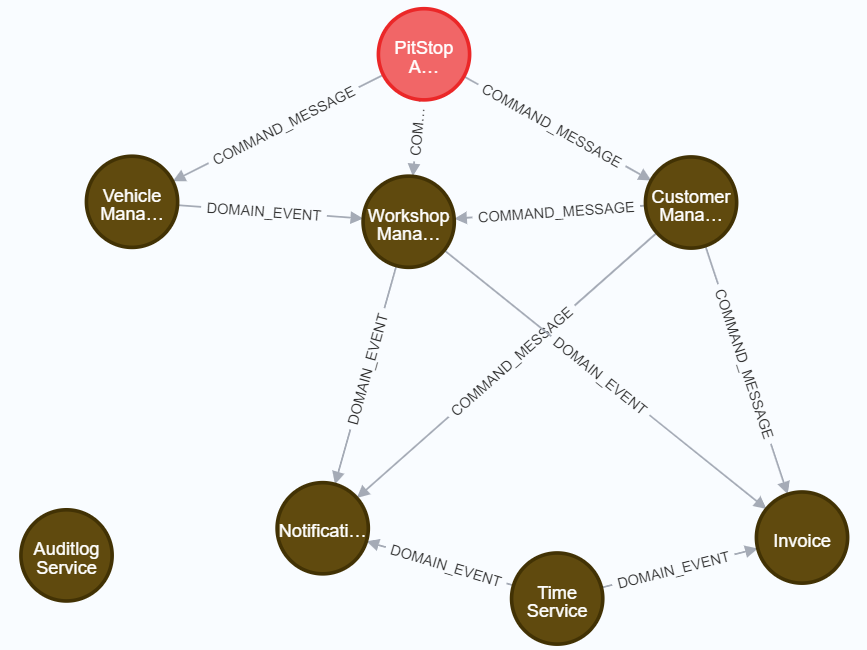 PitStop
A…
COMMAND_MESSAGE
COM…
COMMAND_MESSAGE
Vehicle
Mana…
DOMAIN_EVENT
Workshop
Mana…
COMMAND_MESSAGE
Customer
Mana…
DOMAIN_EVENT
COMMAND_MESSAGE
DOMAIN_EVENT
COMMAND_MESSAGE
Notificati…
Invoice
Auditlog
Service
DOMAIN_EVENT
Time
Service
DOMAIN_EVENT